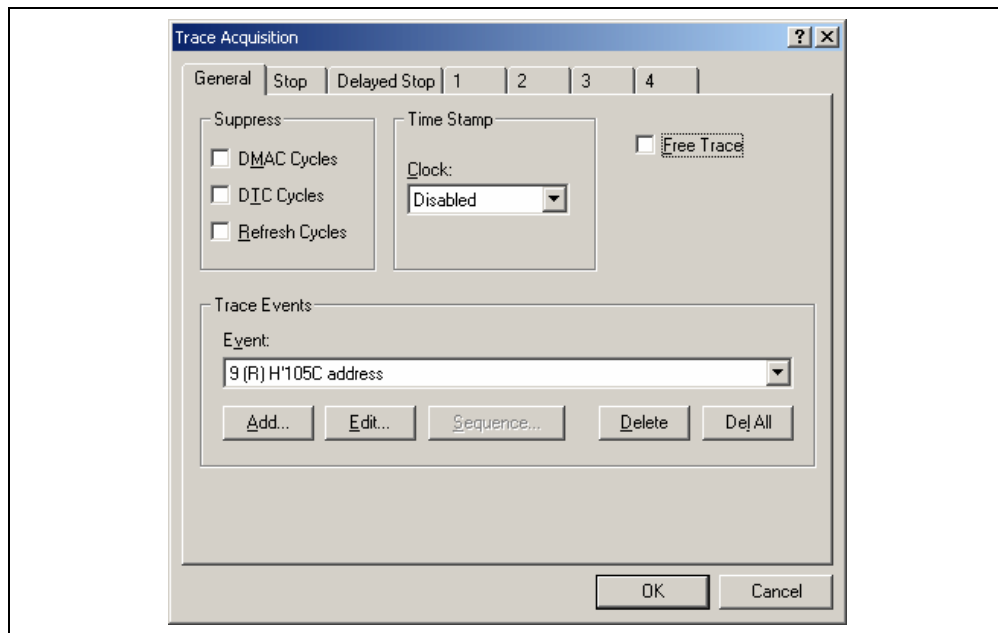 Trace Acquisition
General Stop Delayed Stop 1 2 3 4
Suppress
DMAC Cycles
DTC Cycles
Refresh Cycles
Time Stamp
Clock:
Disabled
Free Trace
Trace Events
Event:
9 (R) H'105C address
Add... Edit... Sequence... Delete Del All
OK Cancel